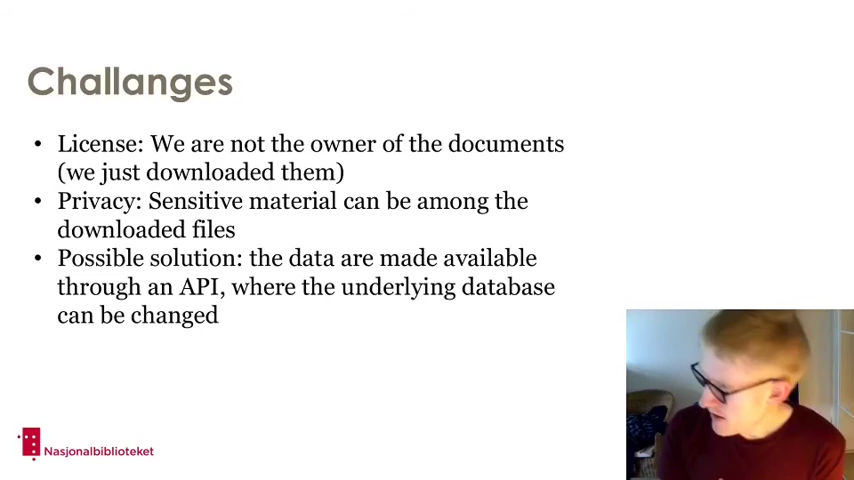 Challanges
• License: We are not the owner of the documents
(we just downloaded them)
• Privacy: Sensitive material can be among the
downloaded files
• Possible solution: the data are made available
through an API, where the underlying database
can be changed
Nasjonalbiblioteket